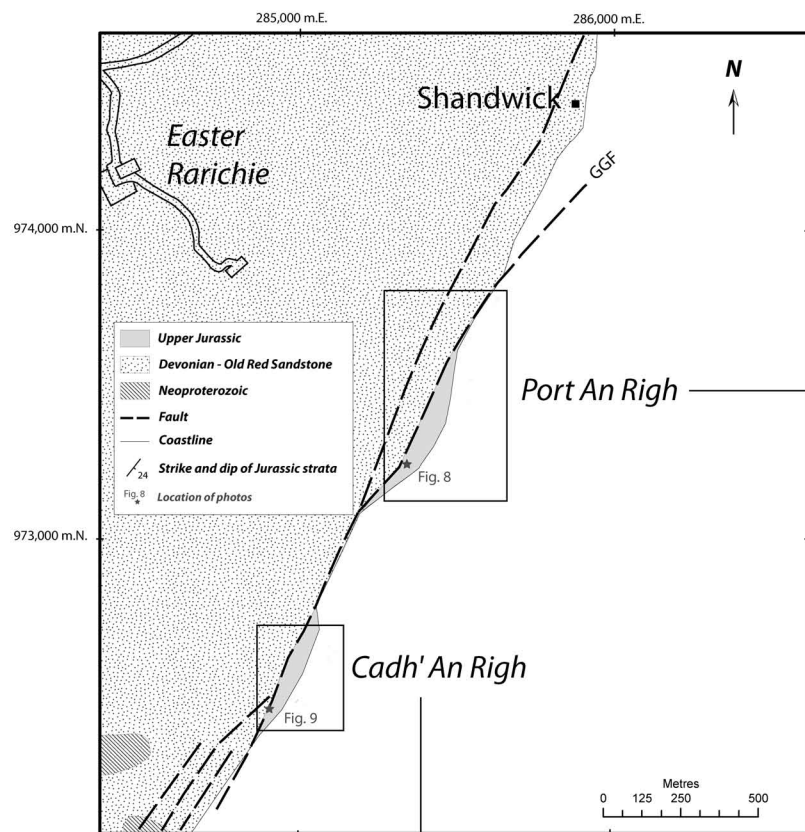 285,000 m.E.
286,000 m.E.
N
Shandwick
Easter
Rarichie
GGF
974,000 m.N.
Upper Jurassic
Devonian - Old Red Sandstone
Neoproterozoic
Fault
Coastline
24
Strike and dip of Jurassic strata
Fig. 8
Location of photos
Port An Righ
Fig. 8
973,000 m.N.
Cadh' An Righ
Fig. 9
Metres
0 125 250 500